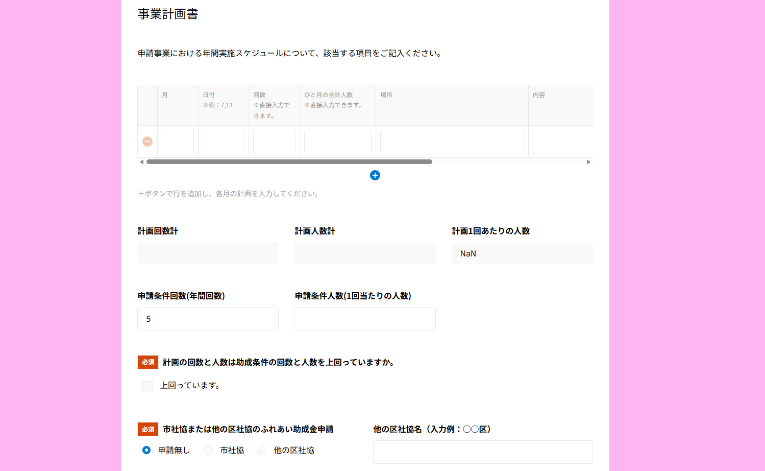 事業計画書
申請事業における年間実施スケジュールについて、該当する項目をご記入ください。
月
日付
※例：7,11
回数
※直接入力で
きます。
ひと月の合計人数
※直接入力できます。
場所
内容
＋ボタンで行を追加し、各月の計画を入力してください。
計画回数計
計画人数計
計画1回あたりの人数
NaN
申請条件回数(年間回数)
申請条件人数(1回当たりの人数)
5
必須 計画の回数と人数は助成条件の回数と人数を上回っていますか。
上回っています。
必須 市社協または他の区社協のふれあい助成金申請
他の区社協名（入力例：〇〇区）
申請無し 市社協 他の区社協